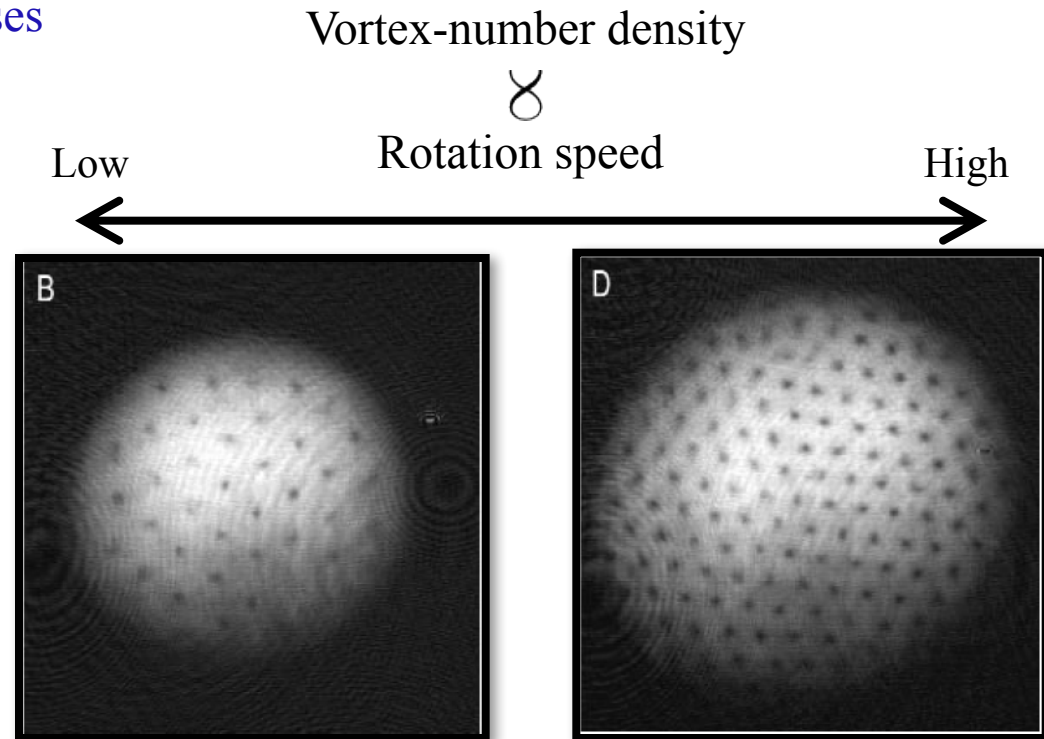 ses
Vortex-number density
∝
Rotation speed
Low
High
B
D